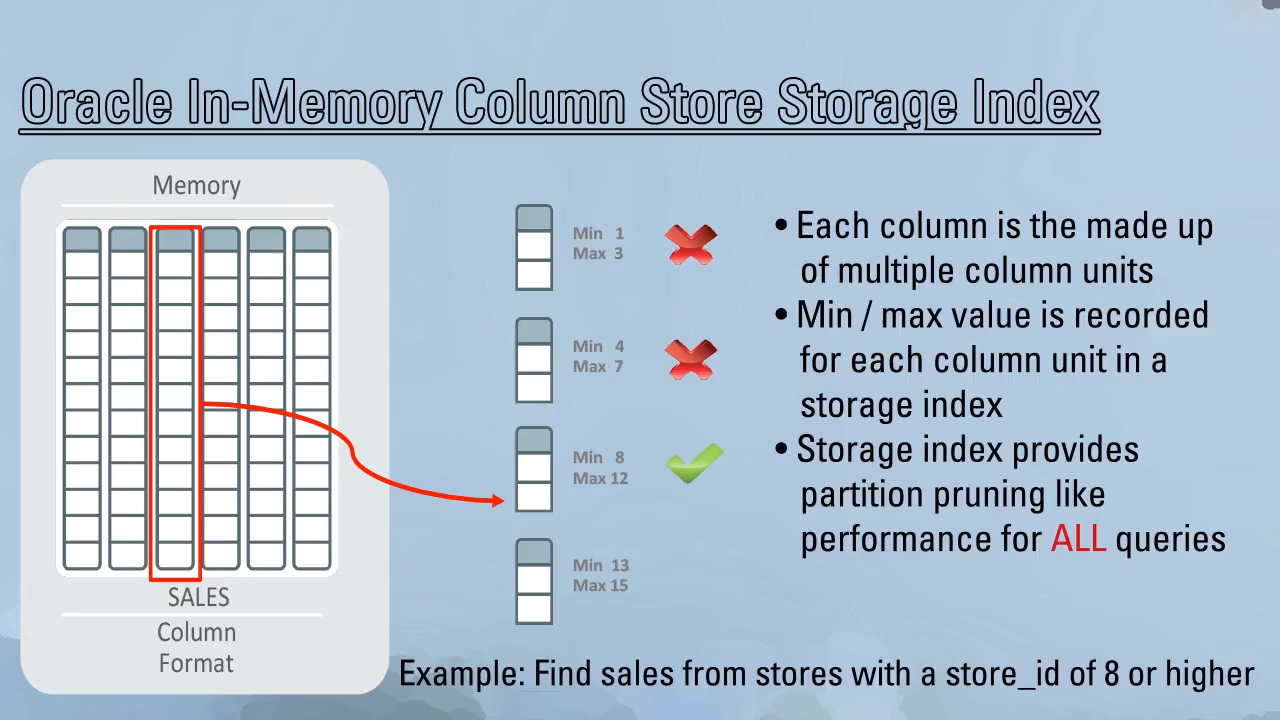 Oracle In-Memory Column Store Storage Index
Memory
SALES
Column
Format
Min 1
Max 3
Min 4
Max 7
Min 8
Max 12
Min 13
Max 15
• Each column is the made up
of multiple column units
• Min / max value is recorded
for each column unit in a
storage index
• Storage index provides
partition pruning like
performance for ALL queries
Example: Find sales from stores with a store_id of 8 or higher